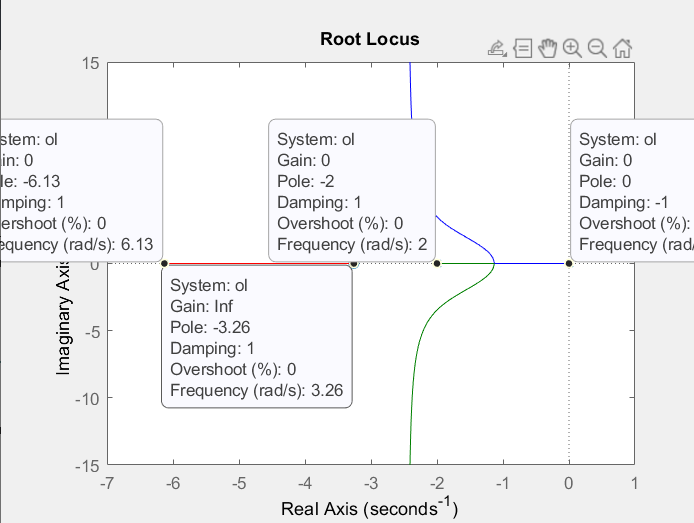 Root Locus
15
stem: ol
in: 0
le: -6.13
amping: 1
ershoot (%): 0
equency (rad/s): 6.13
System: ol
Gain: 0
Pole: -2
Damping: 1
Overshoot (%): 0
Frequency (rad/s): 2
System: ol
Gain: 0
Pole: 0
Damping: -1
Overshoot (%):
Frequency (rad/
0
System: ol
Gain: Inf
Pole: -3.26
Damping: 1
Overshoot (%): 0
Frequency (rad/s): 3.26
Imaginary Axis
-5
-10
-15
-7 -6 -5 -4 -3 -2 -1 0 1
Real Axis (seconds⁻¹)